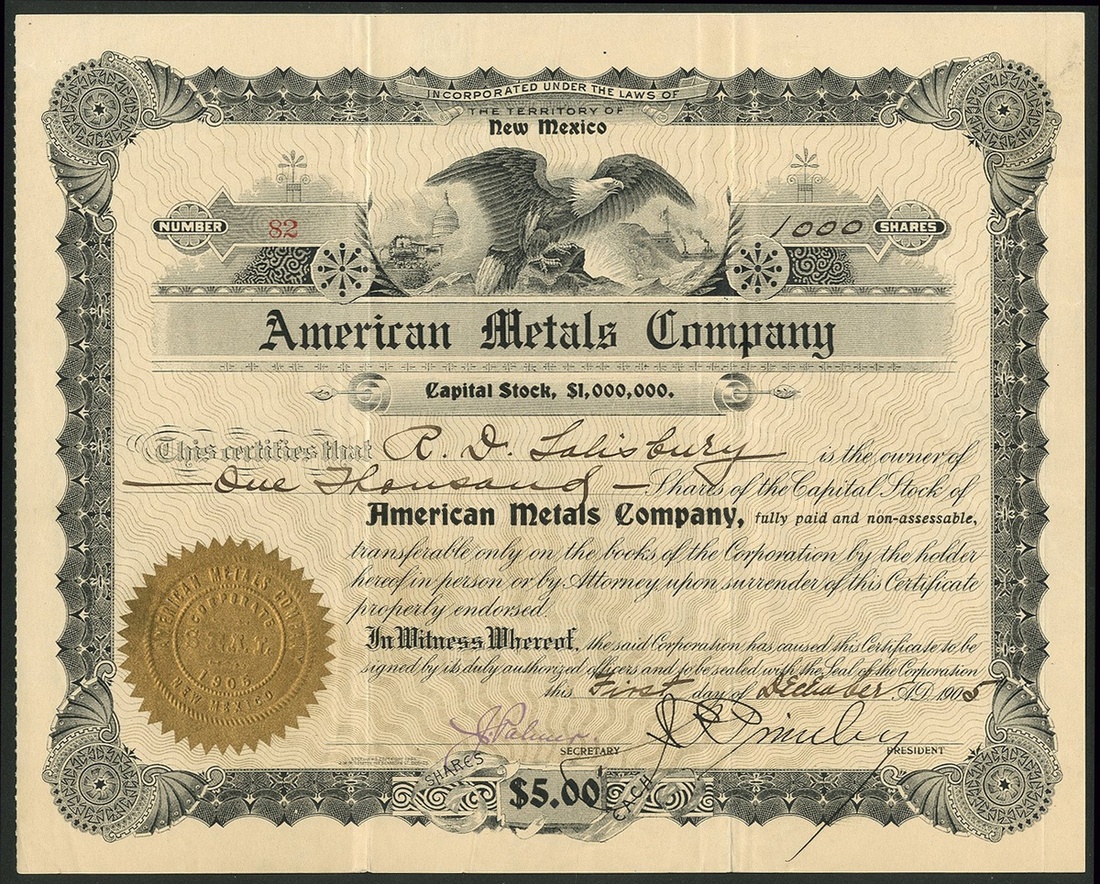 INCORPORATED UNDER THE LAWS OF
THE TERRITORY OF
New Mexico
NUMBER 82 1000 SHARES
American Metals Company
Capital Stock, $1,000,000.
This certifies that R. D. Salisbury is the owner of
One Thousand Shares of the Capital Stock of
American Metals Company, fully paid and non-assessable,
transferable only on the books of the Corporation by the holder
hereof in person or by Attorney upon surrender of this Certificate
properly endorsed.
In Witness Whereof, the said Corporation has caused this Certificate to be
signed by its duly authorized officers and to be sealed with the Seal of the Corporation
this First day of December A.D. 1905
AMERICAN METALS COMPANY
INCORPORATED
1905
NEW MEXICO
Palmer
SECRETARY
PRESIDENT
SHARES $5.00 EACH